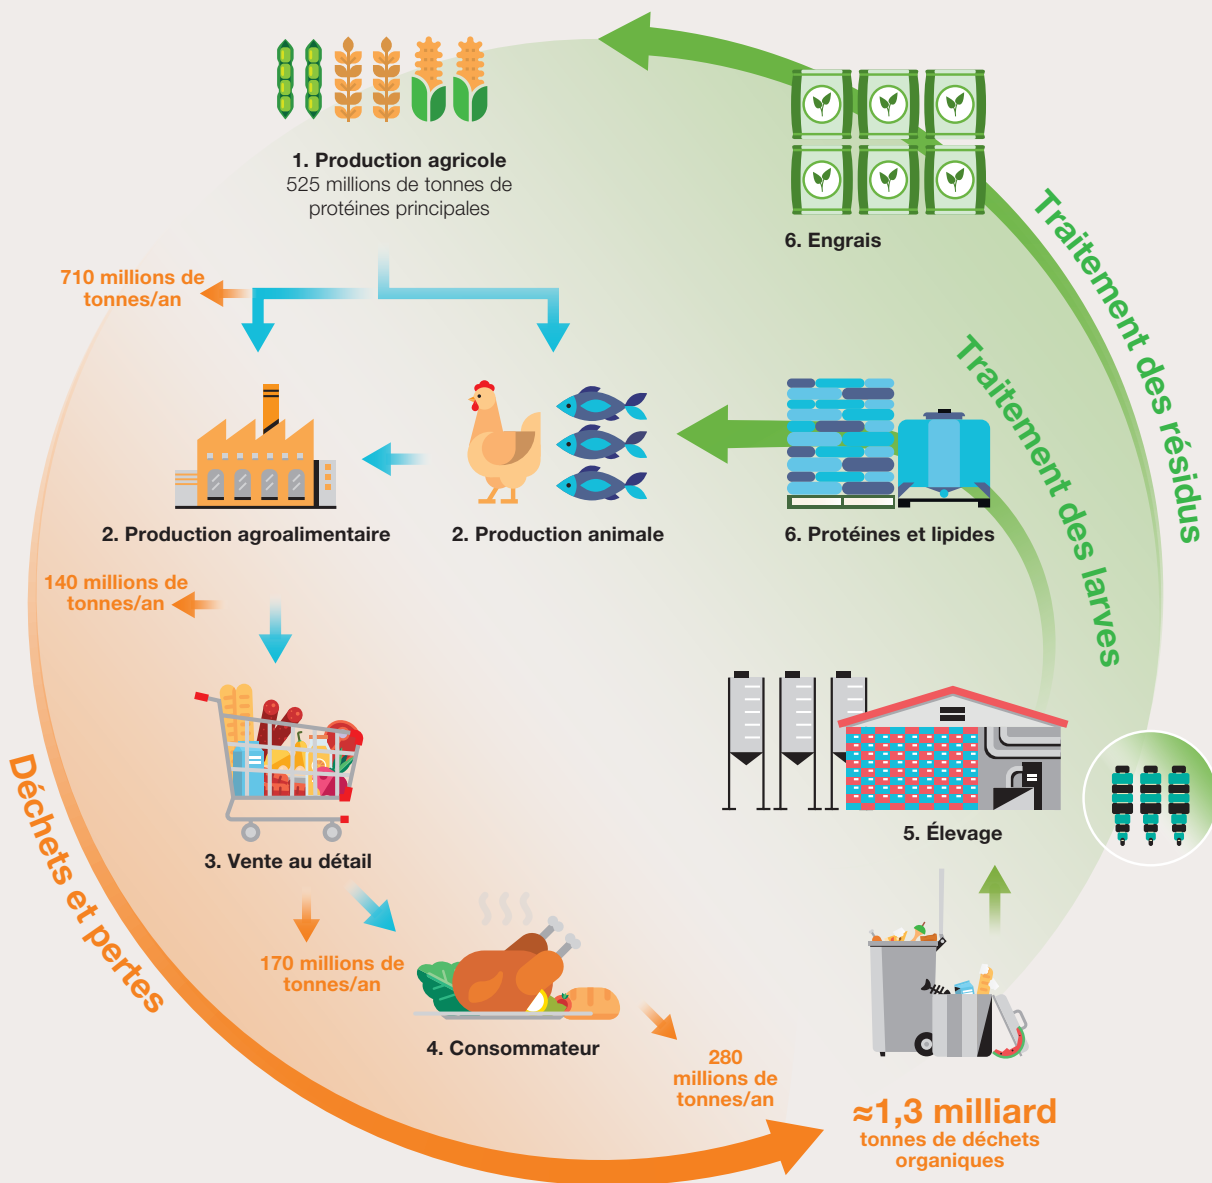 1. Production agricole
525 millions de tonnes de
protéines principales
6. Engrais
Traitement des résidus
710 millions de
tonnes/an
Traitement des larves
2. Production agroalimentaire
2. Production animale
6. Protéines et lipides
140 millions de
tonnes/an
Déchets et pertes
3. Vente au détail
5. Élevage
170 millions de
tonnes/an
4. Consommateur
280
millions de
tonnes/an
≈1,3 milliard
tonnes de déchets
organiques